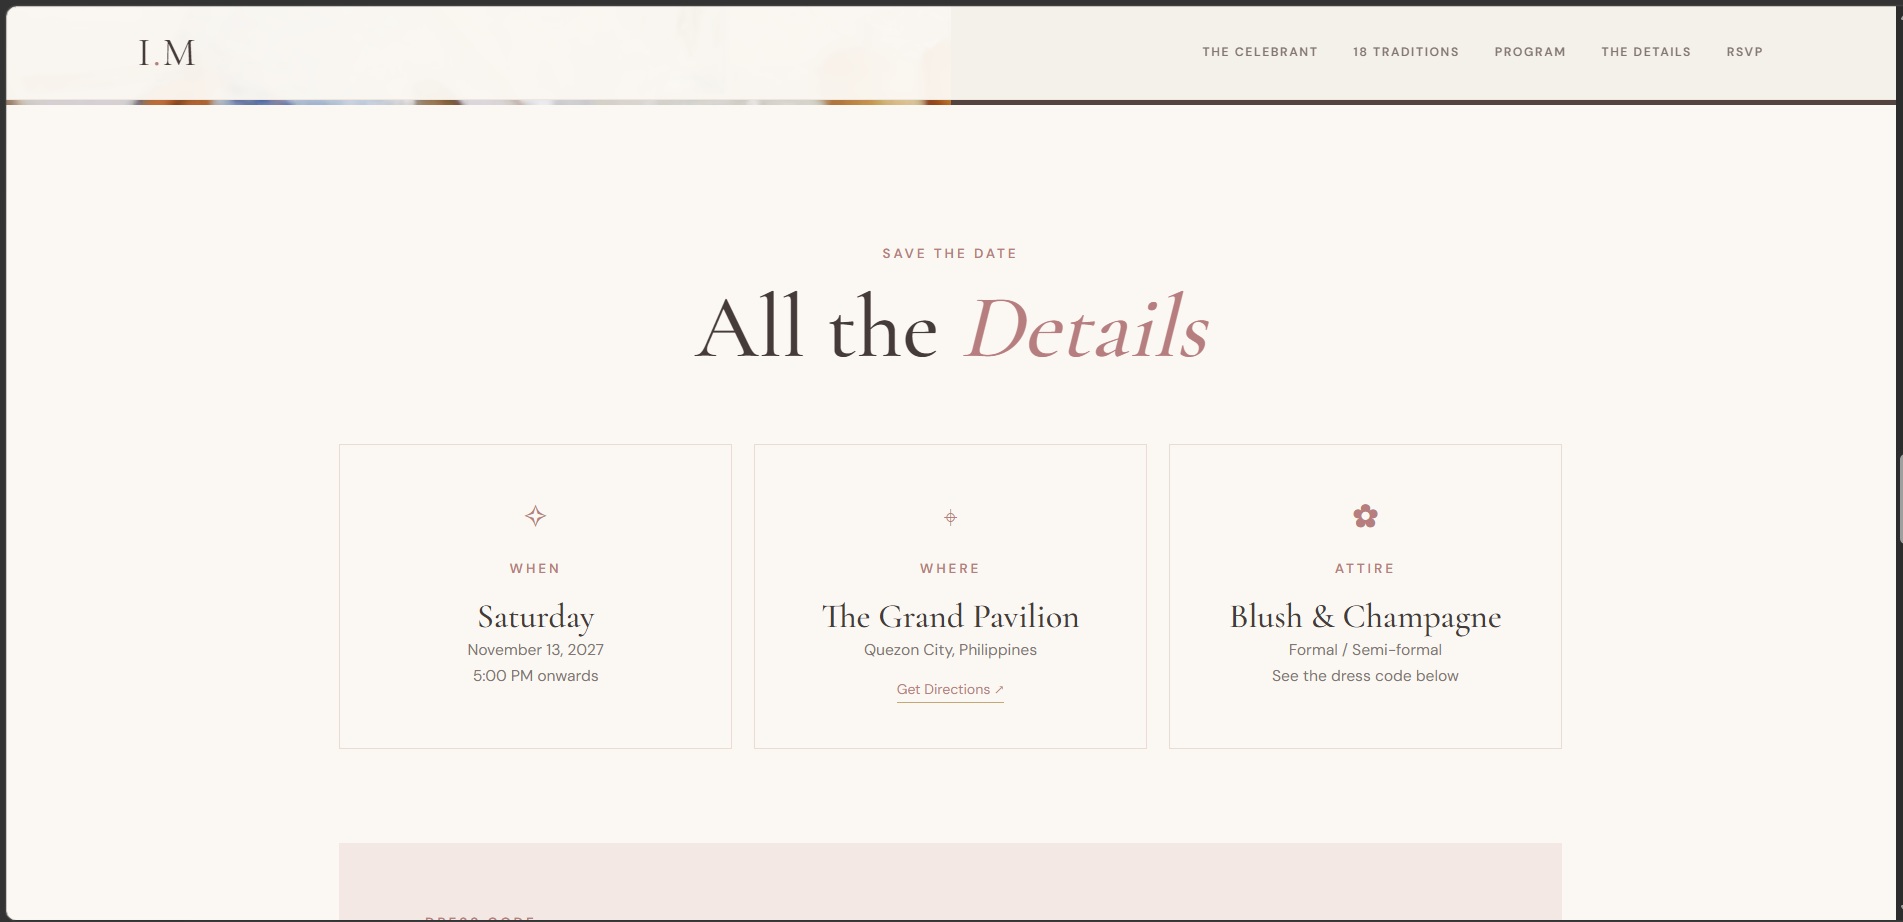 I.M
THE CELEBRANT
18 TRADITIONS
PROGRAM
THE DETAILS
RSVP
SAVE THE DATE
All the Details
WHEN
Saturday
November 13, 2027
5:00 PM onwards
WHERE
The Grand Pavilion
Quezon City, Philippines
Get Directions ↗
ATTIRE
Blush & Champagne
Formal / Semi-formal
See the dress code below
DRESS CODE